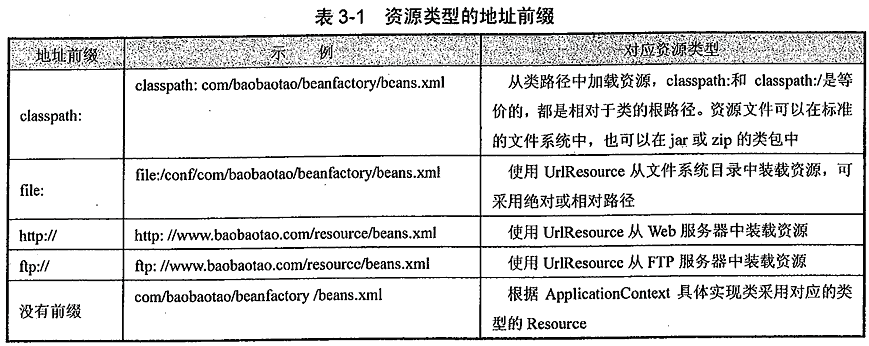 表 3-1 资源类型的地址前缀
地址前缀 示 例 对应资源类型
classpath: classpath: com/baobaotao/beanfactory/beans.xml 从类路径中加载资源，classpath:和 classpath:/是等
价的，都是相对于类的根路径。资源文件可以在标准
的文件系统中，也可以在 jar 或 zip 的类包中
file: file:/conf/com/baobaotao/beanfactory/beans.xml 使用 UrlResource 从文件系统目录中装载资源，可
采用绝对或相对路径
http:// http: //www.baobaotao.com/resource/beans.xml 使用 UrlResource 从 Web 服务器中装载资源
ftp:// ftp: //www.baobaotao.com/resource/beans.xml 使用 UrlResource 从 FTP 服务器中装载资源
没有前缀 com/baobaotao/beanfactory /beans.xml 根据 ApplicationContext 具体实现类采用对应的类
型的 Resource